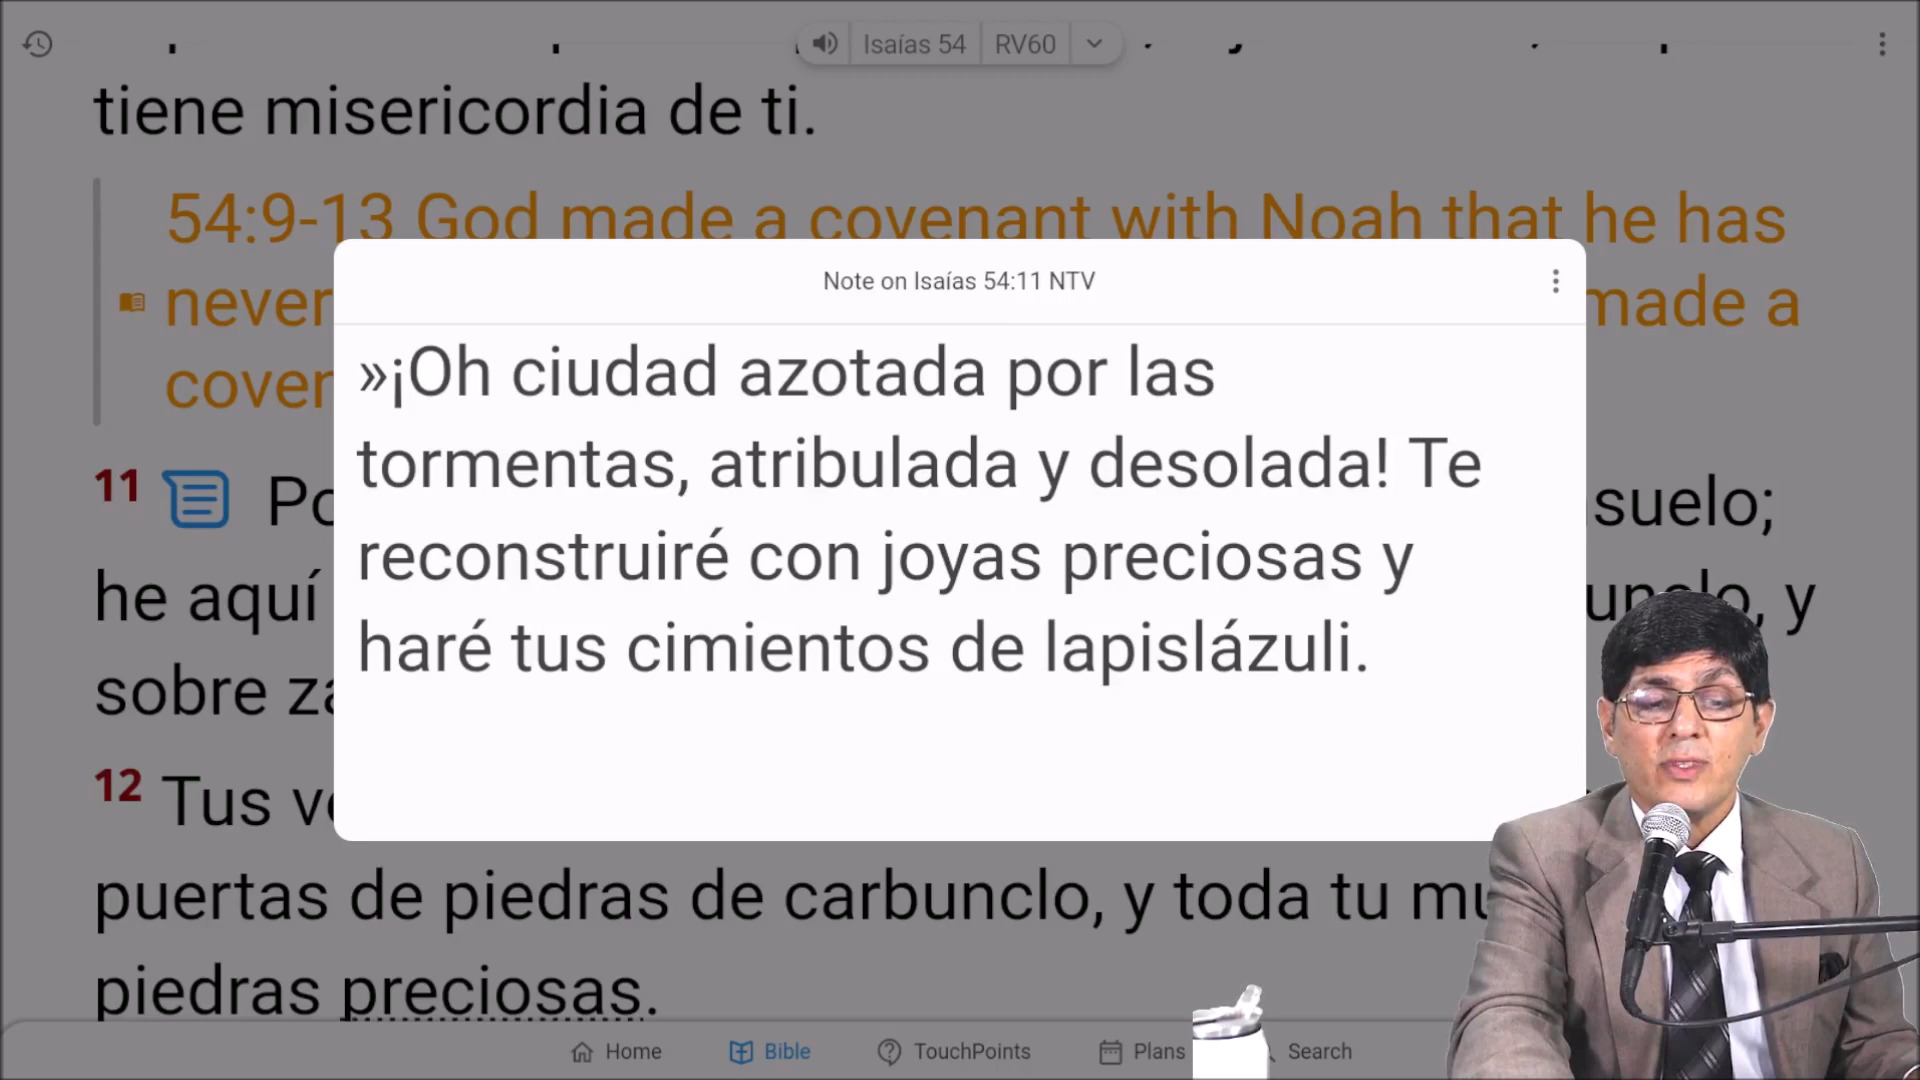 Isaías 54 RV60
tiene misericordia de ti.
54:9-13 God made a covenant with Noah that he has
never made a
Note on Isaías 54:11 NTV
»¡Oh ciudad azotada por las
tormentas, atribulada y desolada! Te
reconstruiré con joyas preciosas y
haré tus cimientos de lapislázuli.
11 suelo;
he aquí y
sobre
12 Tus
puertas de piedras de carbunclo, y toda tu
piedras preciosas.
Home Bible TouchPoints Plans Search